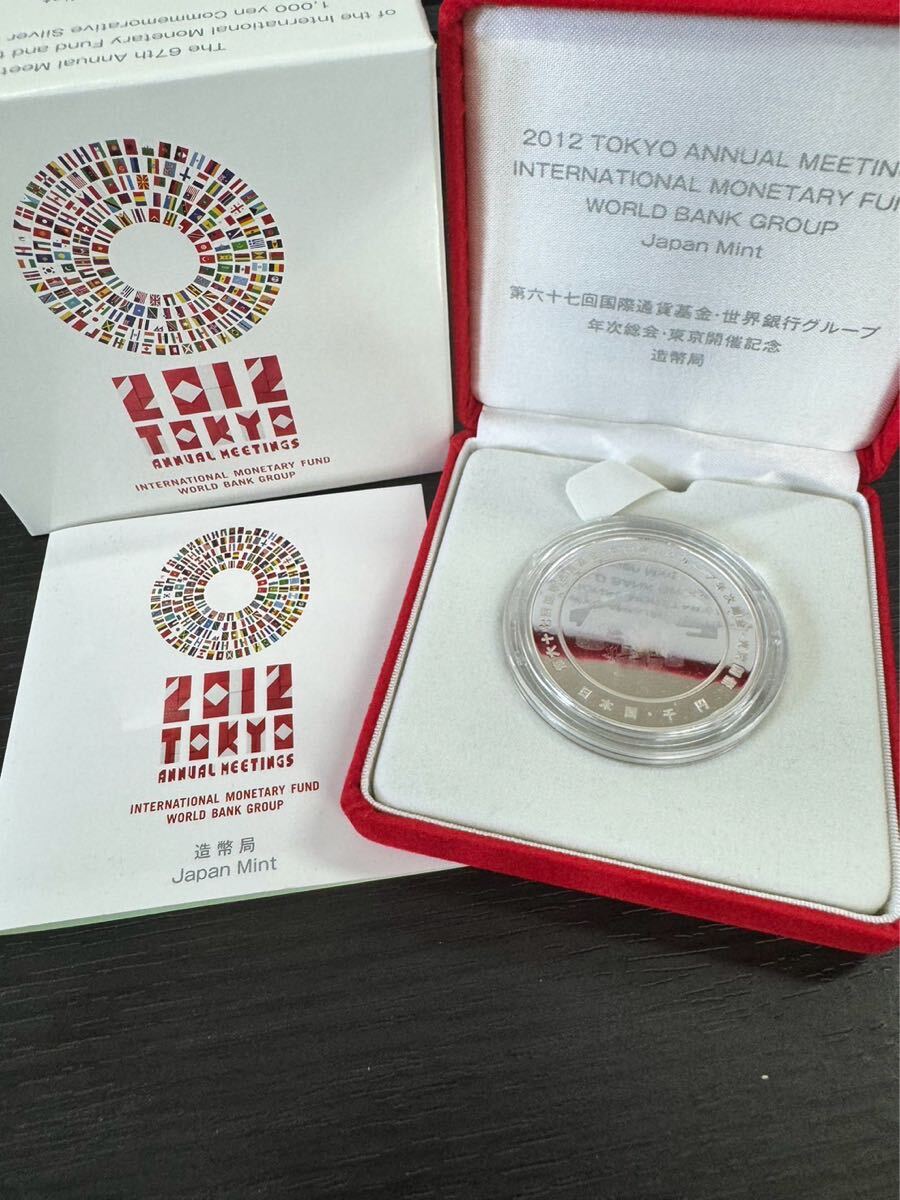 The 67th Annual Meet
of the International Monetary Fund and t
1,000 yen Commemorative Silver
2012
TOKYO
ANNUAL MEETINGS
INTERNATIONAL MONETARY FUND
WORLD BANK GROUP
2012 TOKYO ANNUAL MEETIN
INTERNATIONAL MONETARY FUN
WORLD BANK GROUP
Japan Mint
第六十七回国際通貨基金・世界銀行グループ
年次総会・東京開催記念
造幣局
2012
TOKYO
ANNUAL MEETINGS
INTERNATIONAL MONETARY FUND
WORLD BANK GROUP
造幣局
Japan Mint
日本国・千